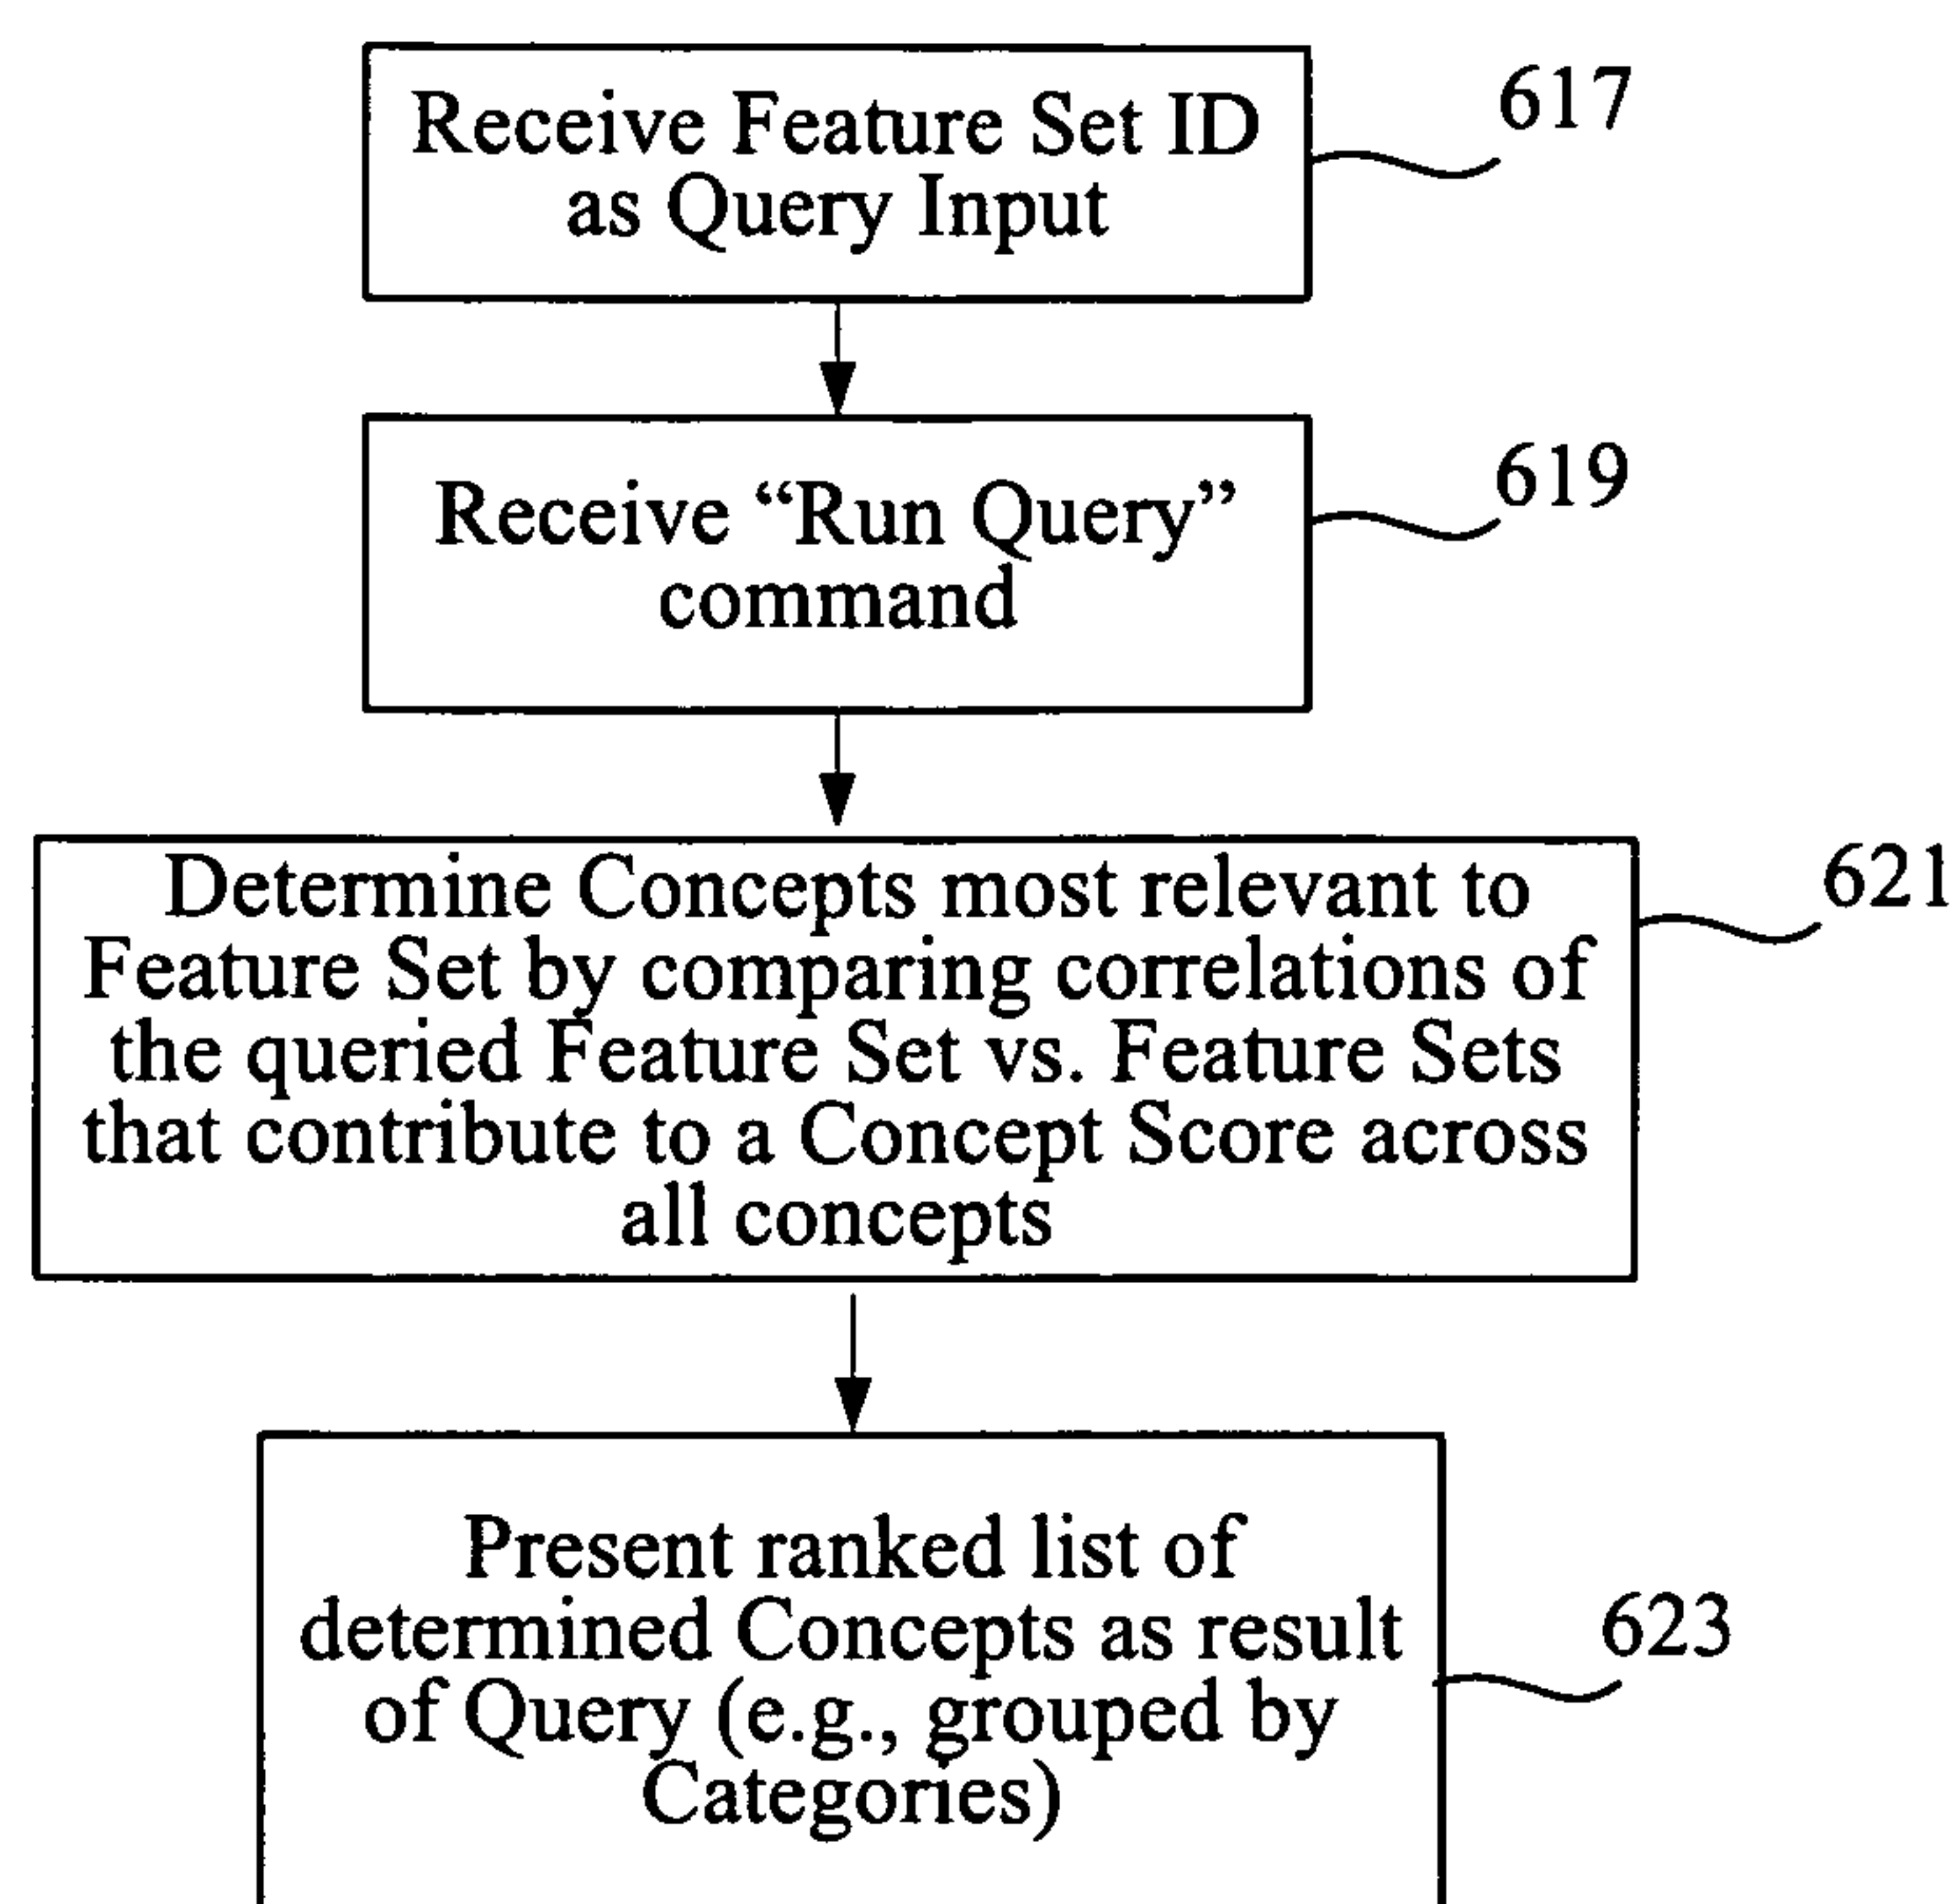 Receive Feature Set ID
as Query Input
617
Receive “Run Query”
command
619
Determine Concepts most relevant to
Feature Set by comparing correlations of
the queried Feature Set vs. Feature Sets
that contribute to a Concept Score across
all concepts
621
Present ranked list of
determined Concepts as result
of Query (e.g., grouped by
Categories)
623